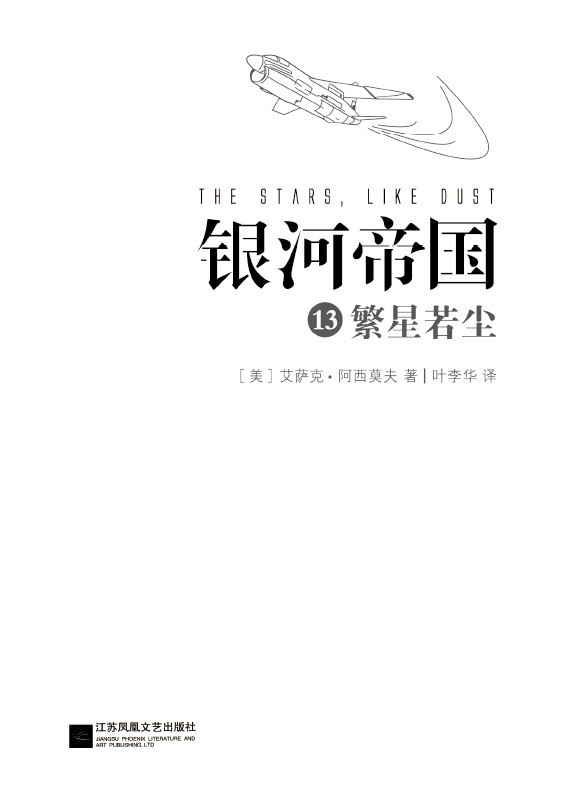 THE STARS, LIKE DUST
银河帝国
13 繁星若尘
［美］艾萨克·阿西莫夫 著 | 叶李华 译
江苏凤凰文艺出版社
JIANGSU PHOENIX LITERATURE AND
ART PUBLISHING,LTD